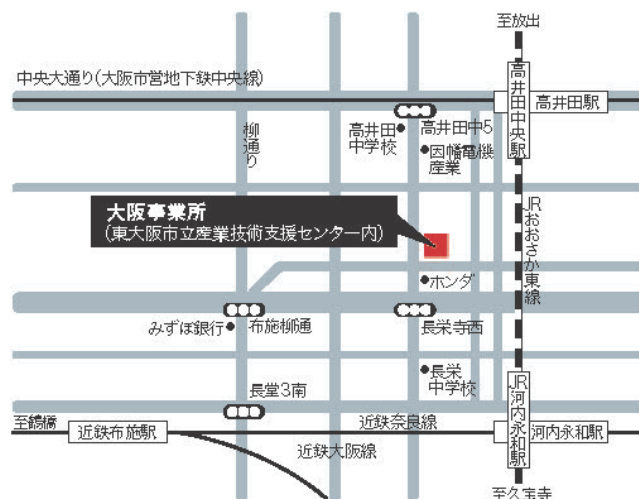 至放出
中央大通り(大阪市営地下鉄中央線)
高井田中央駅
高井田駅
柳通り
高井田
中学校
高井田中5
因幡電機
産業
大阪事業所
(東大阪市立産業技術支援センター内)
JRおおさか東線
ホンダ
みずほ銀行
布施柳通
長栄寺西
長栄
中学校
長堂3南
JR河内永和駅
至鶴橋
近鉄布施駅
近鉄奈良線
河内永和駅
近鉄大阪線
至久宝寺